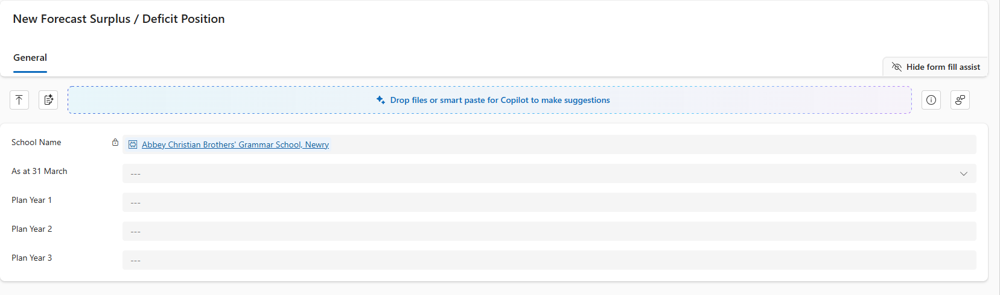 New Forecast Surplus / Deficit Position
General
Hide form fill assist
Drop files or smart paste for Copilot to make suggestions
School Name
Abbey Christian Brothers' Grammar School, Newry
As at 31 March
---
Plan Year 1
---
Plan Year 2
---
Plan Year 3
---